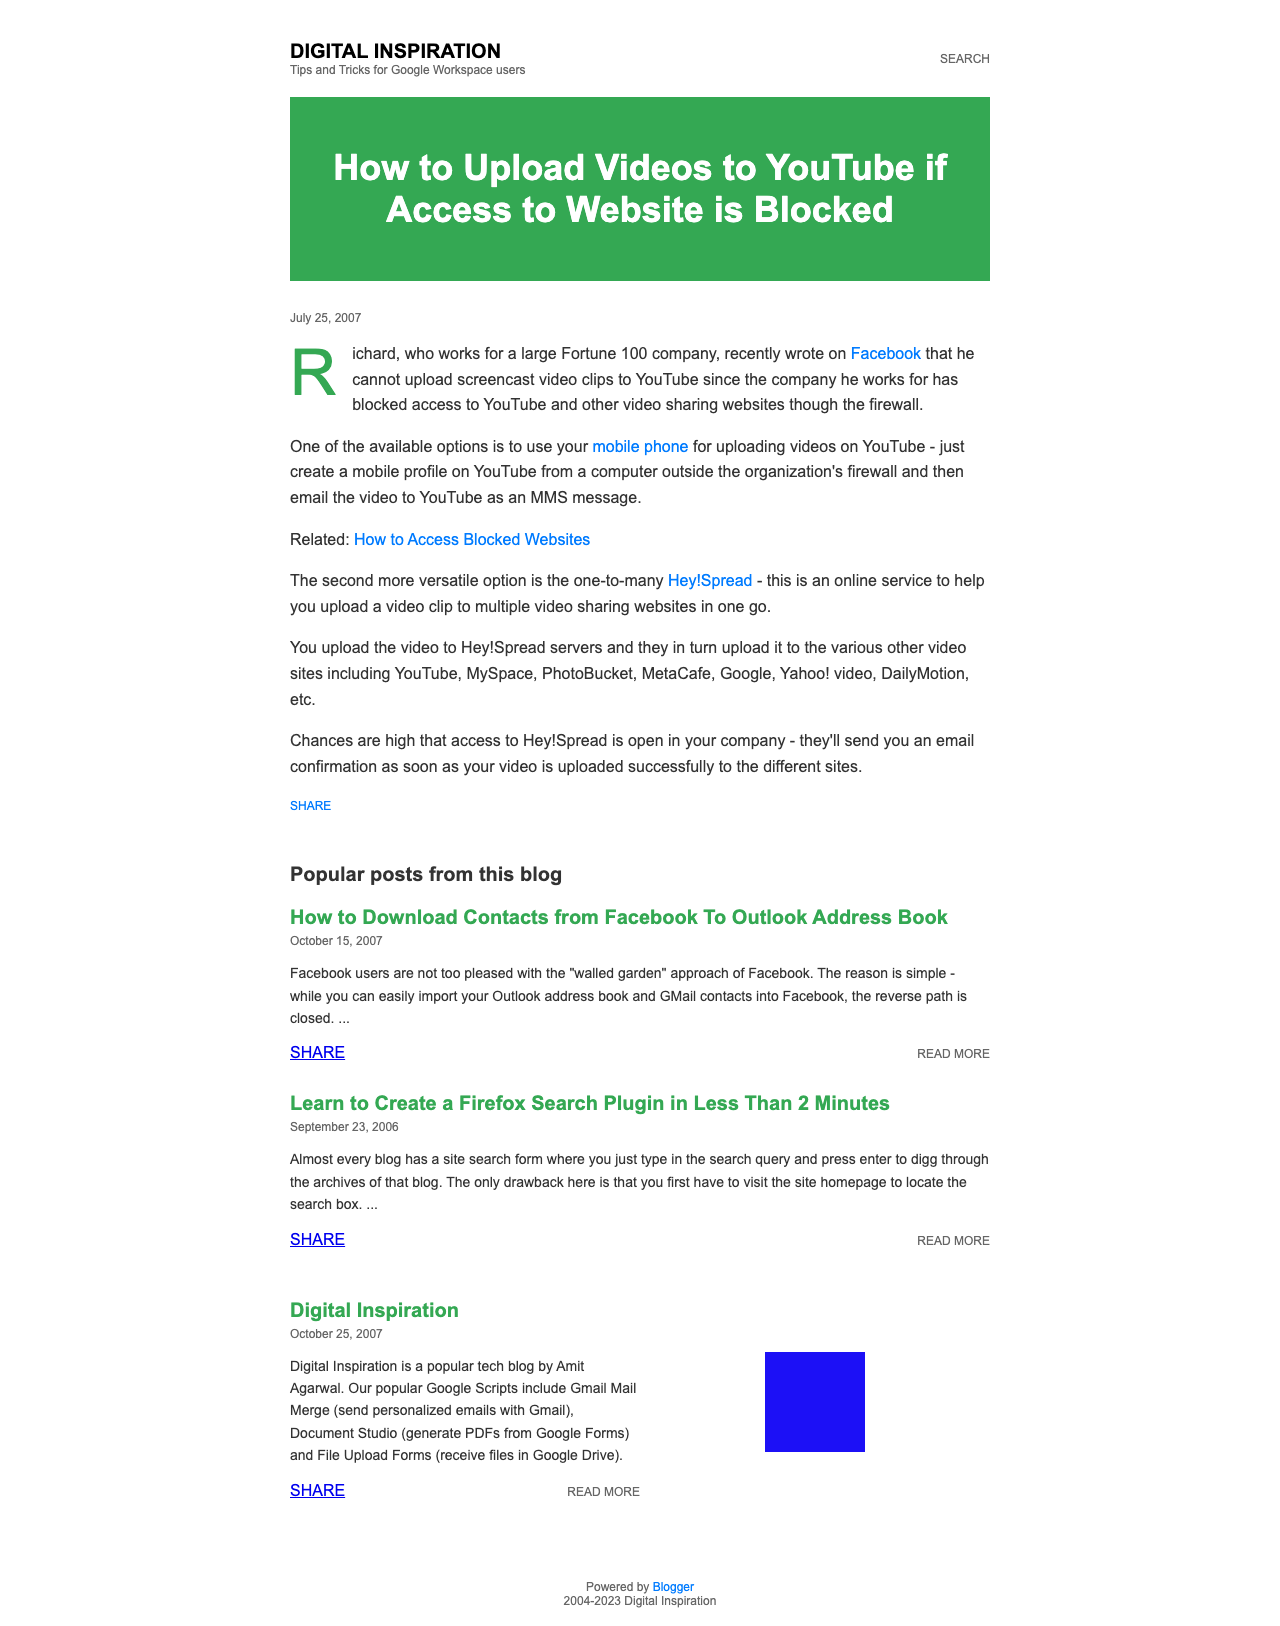 DIGITAL INSPIRATION
Tips and Tricks for Google Workspace users
SEARCH
How to Upload Videos to YouTube if
Access to Website is Blocked
July 25, 2007
Richard, who works for a large Fortune 100 company, recently wrote on Facebook that he
cannot upload screencast video clips to YouTube since the company he works for has
blocked access to YouTube and other video sharing websites though the firewall.
One of the available options is to use your mobile phone for uploading videos on YouTube - just
create a mobile profile on YouTube from a computer outside the organization's firewall and then
email the video to YouTube as an MMS message.
Related: How to Access Blocked Websites
The second more versatile option is the one-to-many Hey!Spread - this is an online service to help
you upload a video clip to multiple video sharing websites in one go.
You upload the video to Hey!Spread servers and they in turn upload it to the various other video
sites including YouTube, MySpace, PhotoBucket, MetaCafe, Google, Yahoo! video, DailyMotion,
etc.
Chances are high that access to Hey!Spread is open in your company - they'll send you an email
confirmation as soon as your video is uploaded successfully to the different sites.
SHARE
Popular posts from this blog
How to Download Contacts from Facebook To Outlook Address Book
October 15, 2007
Facebook users are not too pleased with the "walled garden" approach of Facebook. The reason is simple -
while you can easily import your Outlook address book and GMail contacts into Facebook, the reverse path is
closed. ...
SHARE
READ MORE
Learn to Create a Firefox Search Plugin in Less Than 2 Minutes
September 23, 2006
Almost every blog has a site search form where you just type in the search query and press enter to digg through
the archives of that blog. The only drawback here is that you first have to visit the site homepage to locate the
search box. ...
SHARE
READ MORE
Digital Inspiration
October 25, 2007
Digital Inspiration is a popular tech blog by Amit
Agarwal. Our popular Google Scripts include Gmail Mail
Merge (send personalized emails with Gmail),
Document Studio (generate PDFs from Google Forms)
and File Upload Forms (receive files in Google Drive).
SHARE
READ MORE
Powered by Blogger
2004-2023 Digital Inspiration